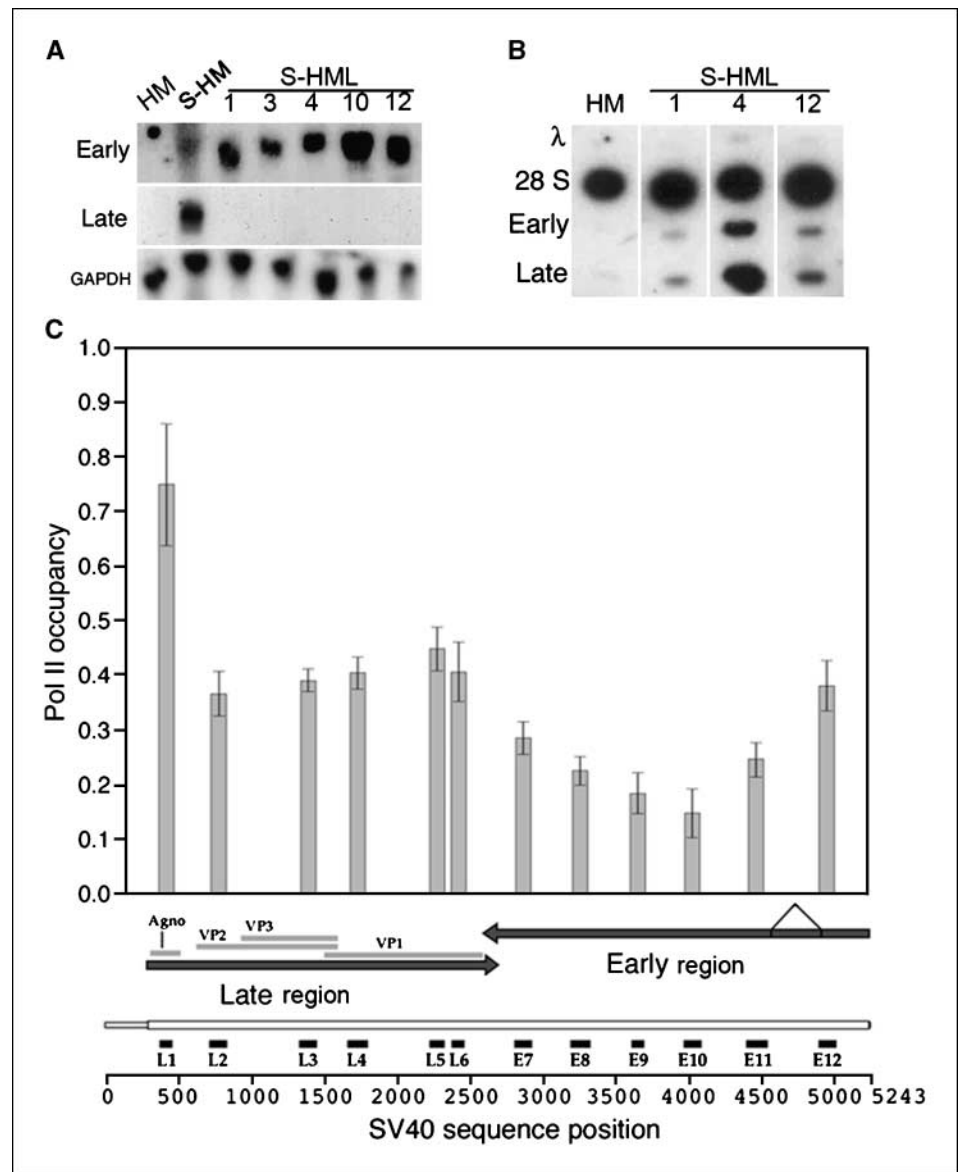 A
HM S-HM S-HML
1 3 4 10 12
Early
Late
GAPDH
B
S-HML
HM 1 4 12
λ
28 S
Early
Late
C
1.0
0.9
0.8
0.7
0.6
0.5
0.4
0.3
0.2
0.1
0.0
Pol II occupancy
Agno
VP2 VP3
VP1
Late region
Early region
L1 L2 L3 L4 L5 L6 E7 E8 E9 E10 E11 E12
0 500 1000 1500 2000 2500 3000 3500 4000 4500 5000 5243
SV40 sequence position